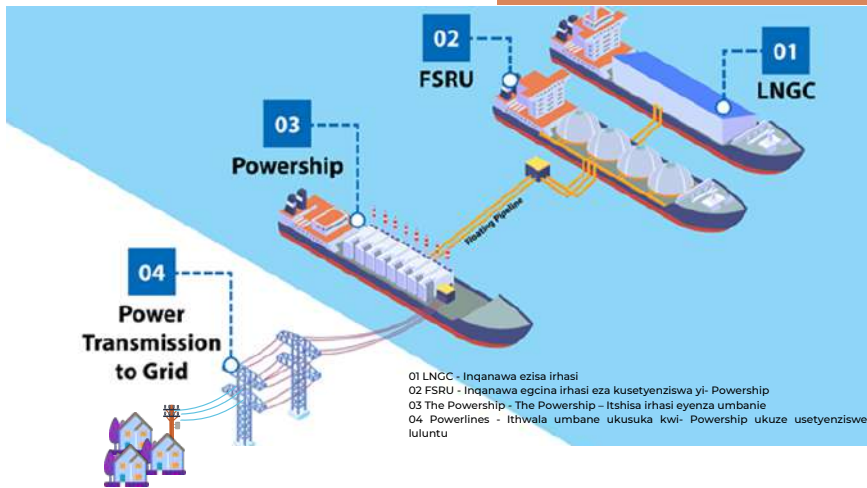 02
FSRU
01
LNGC
03
Powership
Floating Pipeline
04
Power
Transmission
to Grid
01 LNGC - Inqanawa ezisa irhasi
02 FSRU - Inqanawa egcina irhasi eza kusetyenziswa yi- Powership
03 The Powership - The Powership – Itshisa irhasi eyenza umbanie
04 Powerlines - Ithwala umbane ukusuka kwi- Powership ukuze usetyenziswe
luluntu